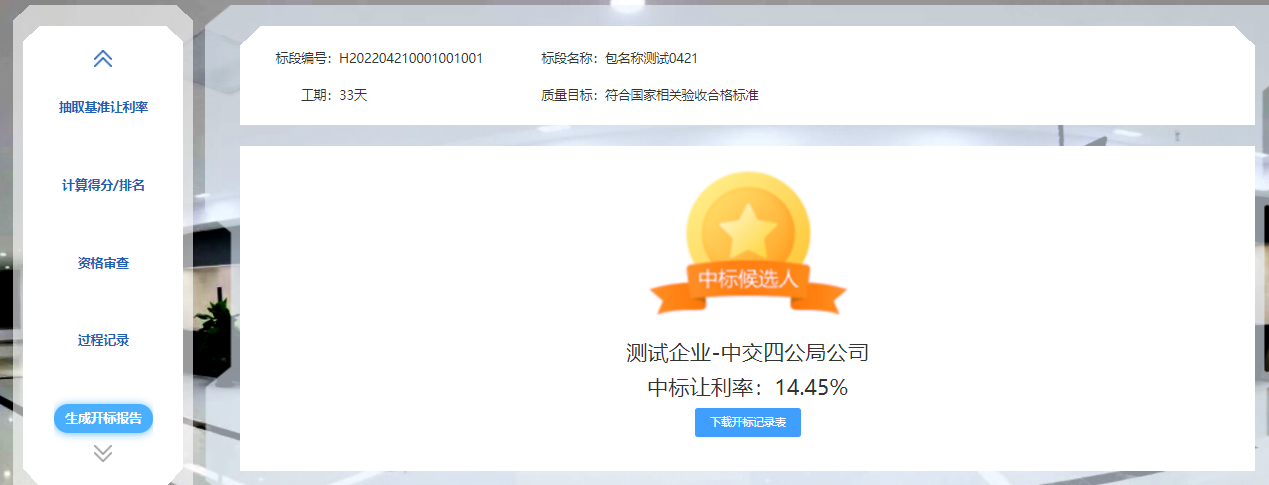 抽取基准让利率
计算得分/排名
资格审查
过程记录
生成开标报告
标段编号：H202204210001001001 标段名称：包名称测试0421
工期：33天 质量目标：符合国家相关验收合格标准
中标候选人
测试企业-中交四公局公司
中标让利率：14.45%
下载开标记录表